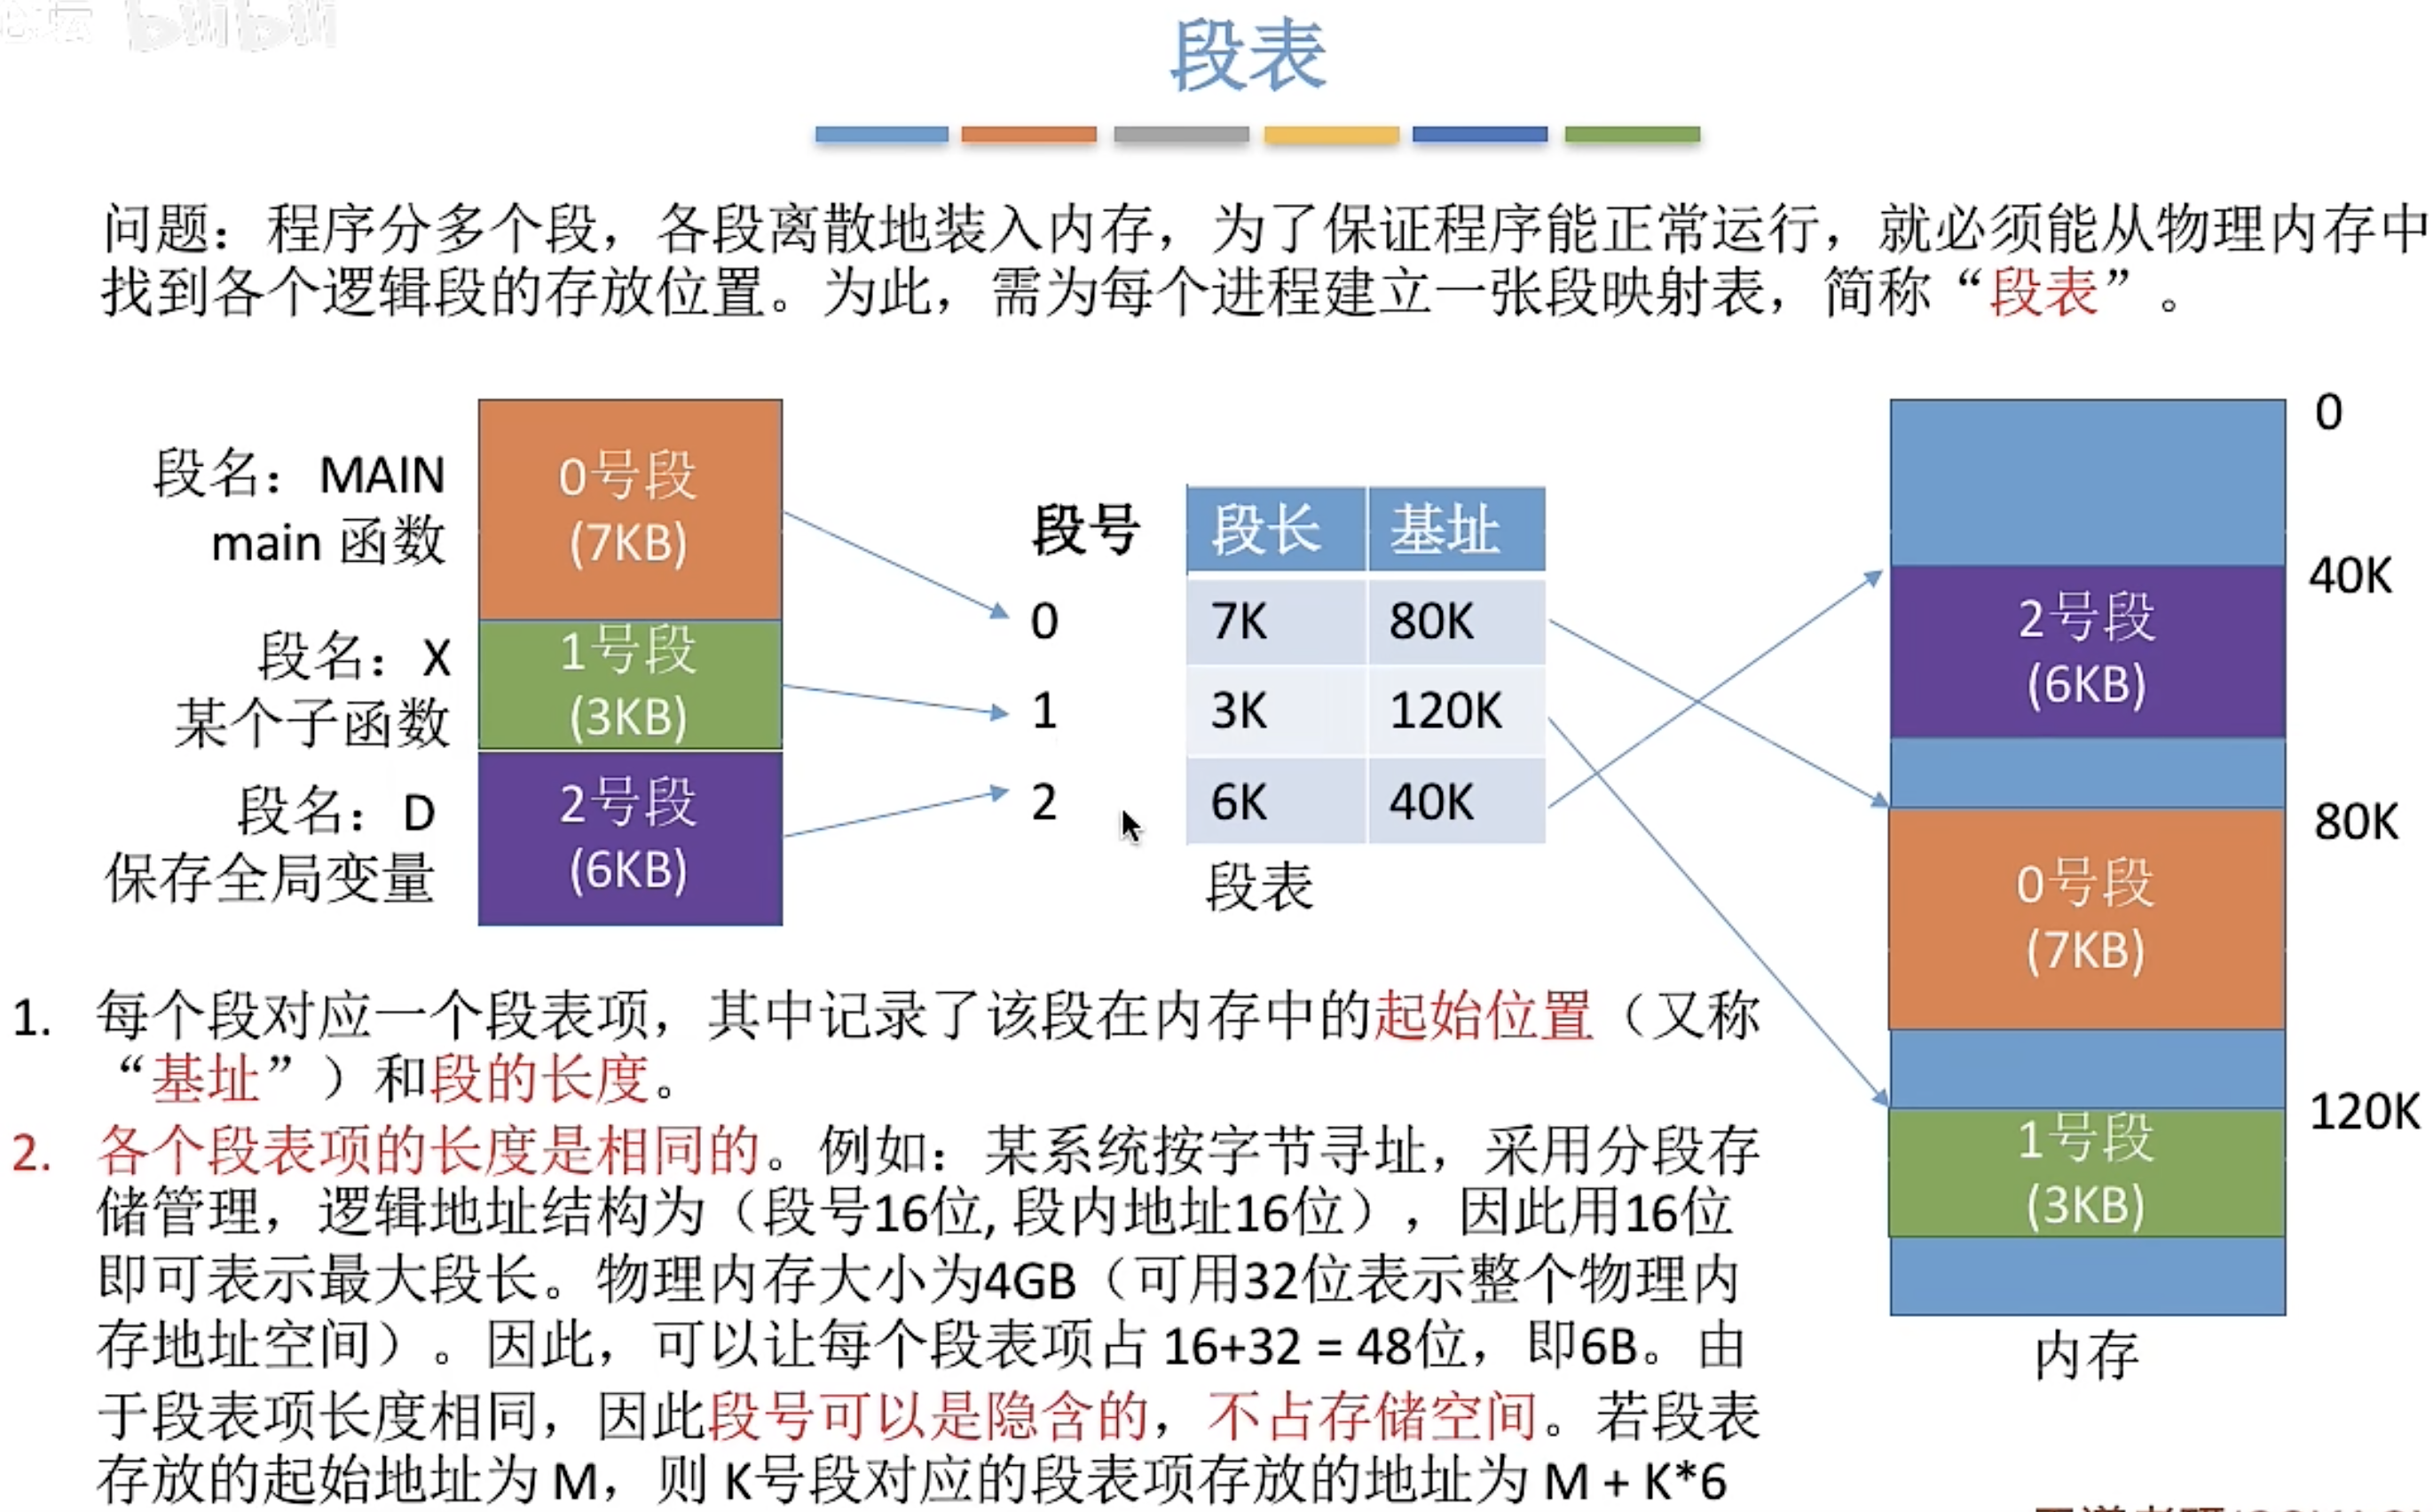 bilibili
段表
问题：程序分多个段，各段离散地装入内存，为了保证程序能正常运行，就必须能从物理内存中
找到各个逻辑段的存放位置。为此，需为每个进程建立一张段映射表，简称“段表”。
段名：MAIN
main 函数
段名：X
某个子函数
段名：D
保存全局变量
0号段
(7KB)
1号段
(3KB)
2号段
(6KB)
段号 段长 基址
0 7K 80K
1 3K 120K
2 6K 40K
段表
0
40K
2号段
(6KB)
80K
0号段
(7KB)
120K
1号段
(3KB)
内存
1. 每个段对应一个段表项，其中记录了该段在内存中的起始位置（又称
“基址”）和段的长度。
2. 各个段表项的长度是相同的。例如：某系统按字节寻址，采用分段存
储管理，逻辑地址结构为（段号16位, 段内地址16位），因此用16位
即可表示最大段长。物理内存大小为4GB（可用32位表示整个物理内
存地址空间）。因此，可以让每个段表项占 16+32 = 48位，即6B。由
于段表项长度相同，因此段号可以是隐含的，不占存储空间。若段表
存放的起始地址为 M，则 K号段对应的段表项存放的地址为 M + K*6